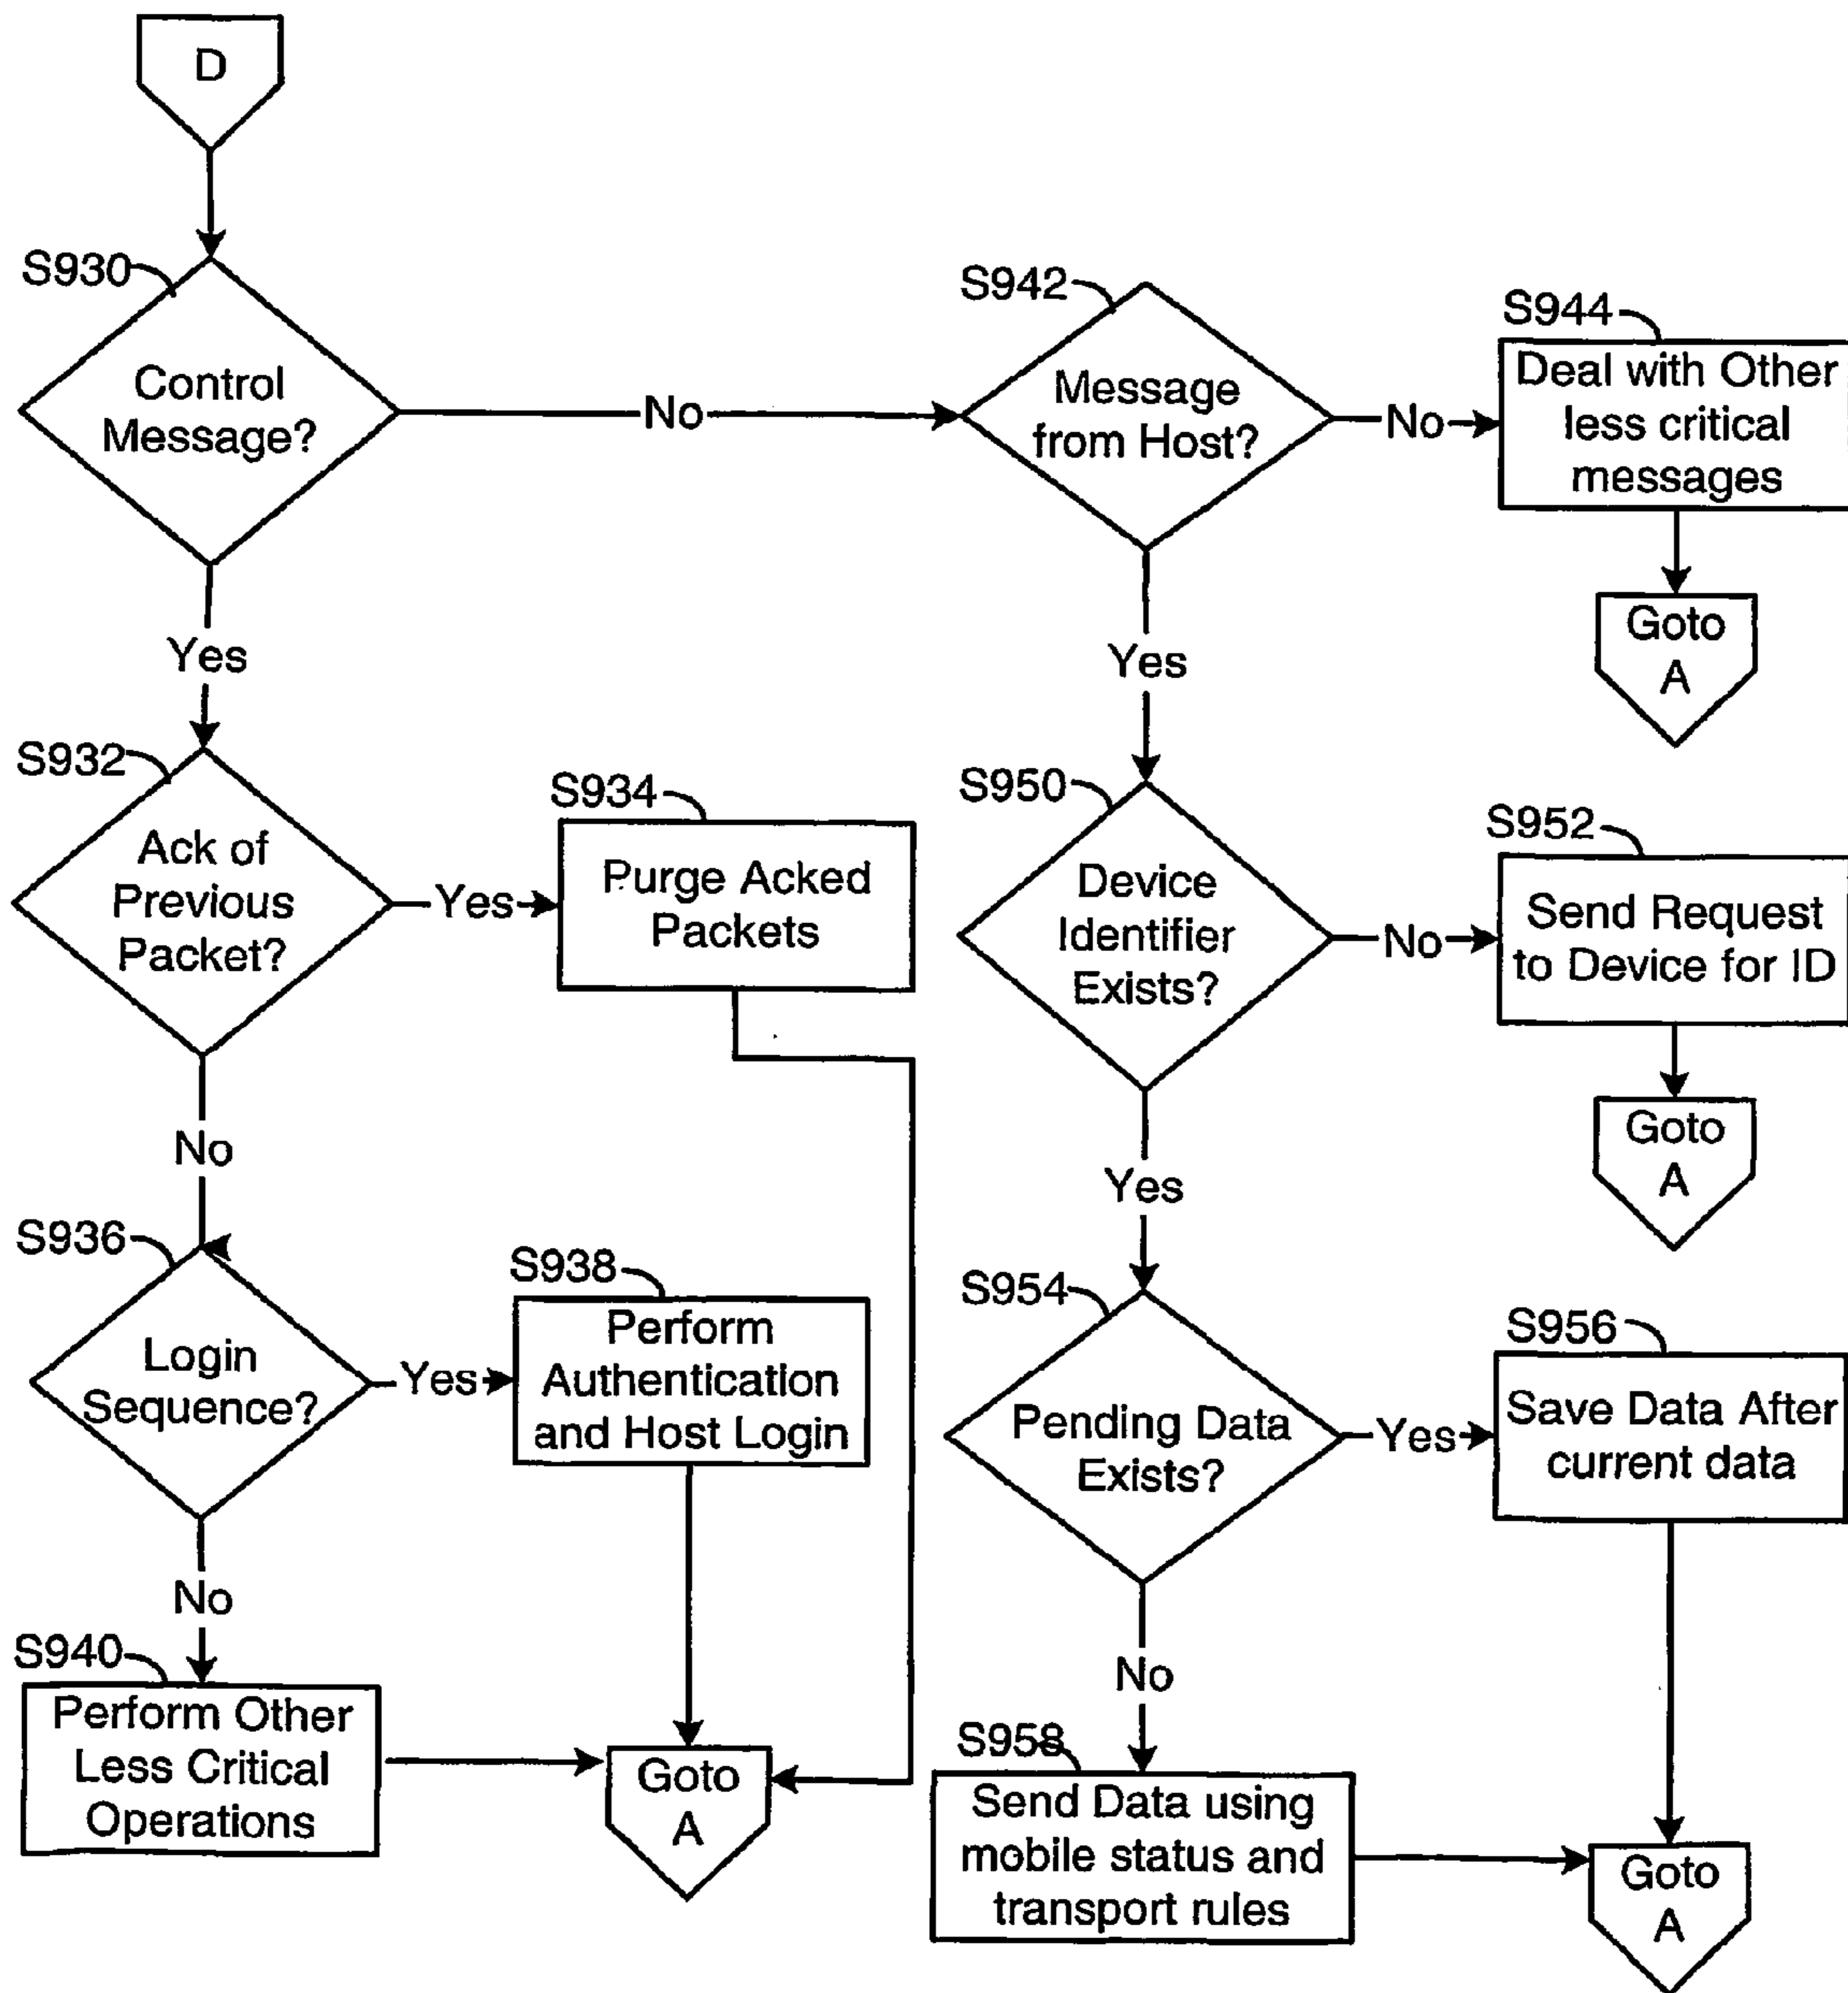 D
S930
Control
Message?
No
Yes
S942
Message
from Host?
No
Yes
S944
Deal with Other
less critical
messages
Goto
A
S932
Ack of
Previous
Packet?
Yes
No
S934
Purge Acked
Packets
S950
Device
Identifier
Exists?
No
Yes
S952
Send Request
to Device for ID
Goto
A
S936
Login
Sequence?
Yes
No
S938
Perform
Authentication
and Host Login
S954
Pending Data
Exists?
Yes
No
S956
Save Data After
current data
S940
Perform Other
Less Critical
Operations
Goto
A
S958
Send Data using
mobile status and
transport rules
Goto
A